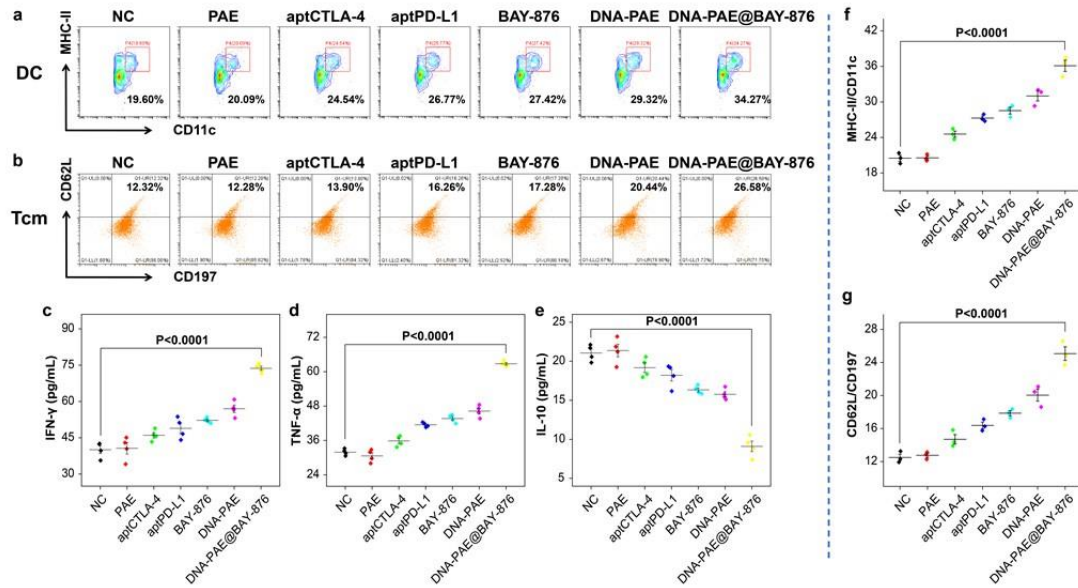 a
NC PAE aptCTLA-4 aptPD-L1 BAY-876 DNA-PAE DNA-PAE@BAY-876
MHC-II
DC
19.60% 20.09% 24.54% 26.77% 27.42% 29.32% 34.27%
CD11c
b
NC PAE aptCTLA-4 aptPD-L1 BAY-876 DNA-PAE DNA-PAE@BAY-876
CD62L
12.32% 12.28% 13.90% 16.26% 17.28% 20.44% 26.58%
Tcm
CD197
c
P<0.0001
90
75
60
45
30
IFN-γ (pg/mL)
NC PAE aptCTLA-4 aptPD-L1 BAY-876 DNA-PAE DNA-PAE@BAY-876
d
P<0.0001
72
60
48
36
24
TNF-α (pg/mL)
NC PAE aptCTLA-4 aptPD-L1 BAY-876 DNA-PAE DNA-PAE@BAY-876
e
P<0.0001
25
20
15
10
5
IL-10 (pg/mL)
NC PAE aptCTLA-4 aptPD-L1 BAY-876 DNA-PAE DNA-PAE@BAY-876
f
P<0.0001
42
36
30
24
18
MHC-II/CD11c
NC PAE aptCTLA-4 aptPD-L1 BAY-876 DNA-PAE DNA-PAE@BAY-876
g
P<0.0001
28
24
20
16
12
CD62L/CD197
NC PAE aptCTLA-4 aptPD-L1 BAY-876 DNA-PAE DNA-PAE@BAY-876